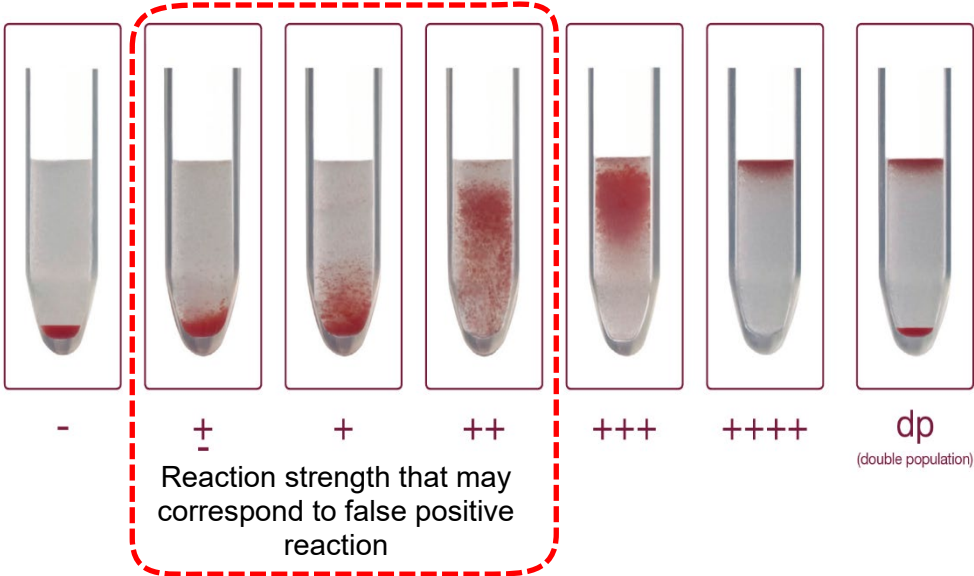 -
±
+
++
+++
++++
dp
(double population)
Reaction strength that may
correspond to false positive
reaction